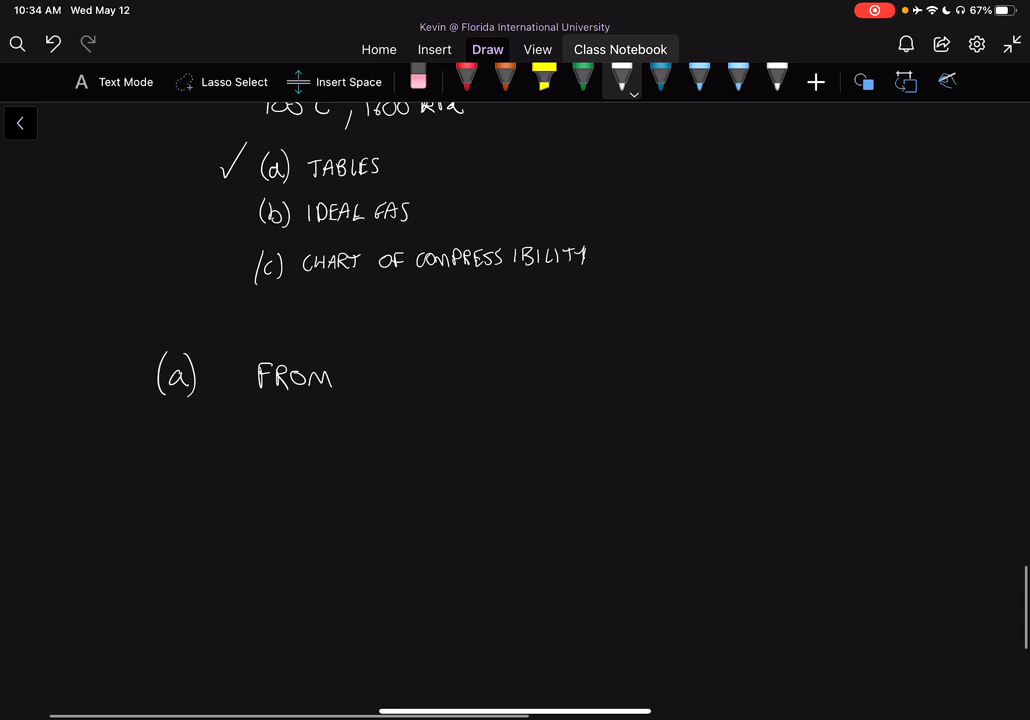 10:34 AM Wed May 12
67%
Kevin @ Florida International University
Home Insert Draw View Class Notebook
A Text Mode Lasso Select Insert Space
(a) TABLES
(b) IDEAL GAS
(c) CHART OF COMPRESSIBILITY
(a) FROM